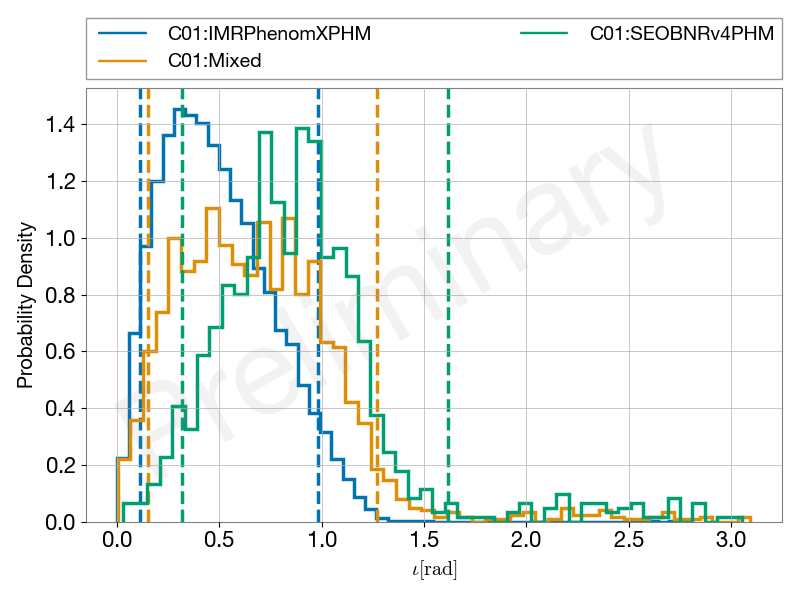 C01:IMRPhenomXPHM
C01:Mixed
C01:SEOBNRv4PHM
Preliminary
Probability Density
1.4
1.2
1.0
0.8
0.6
0.4
0.2
0.0
0.0 0.5 1.0 1.5 2.0 2.5 3.0
ι[rad]